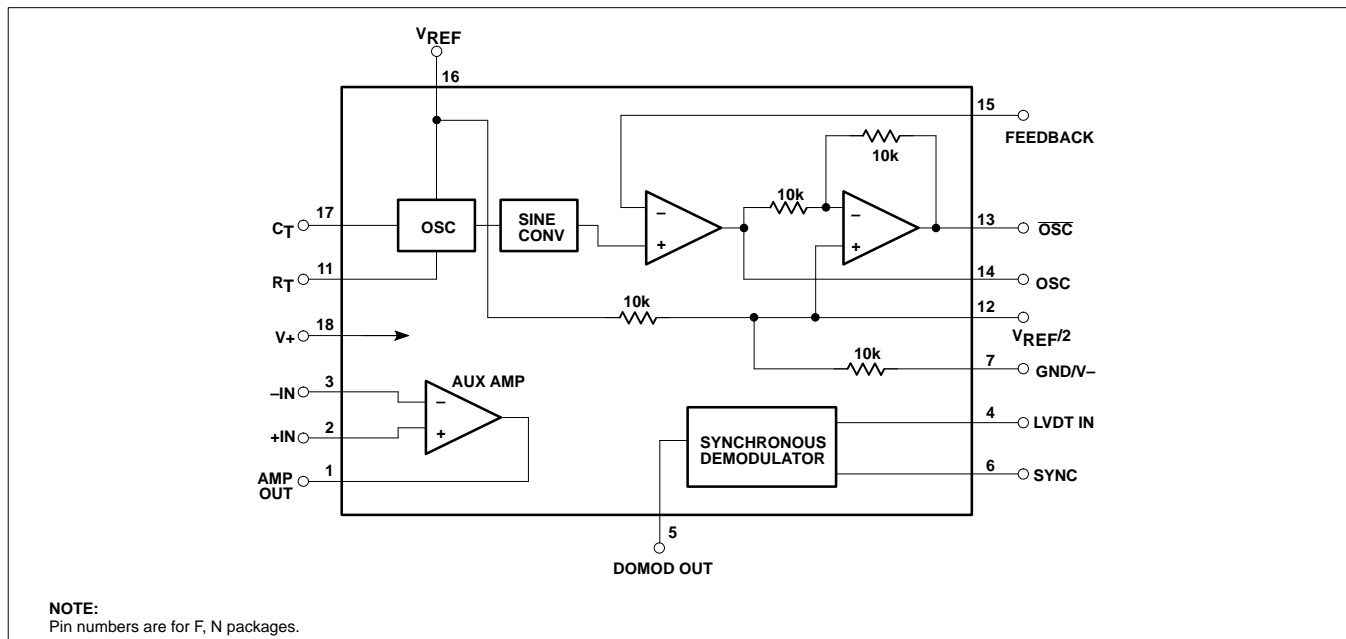 VREF
16
15
FEEDBACK
10k
10k
17
CT
OSC
SINE
CONV
–
+
–
+
13
OSC
11
RT
14
OSC
10k
12
VREF/2
18
V+
10k
7
GND/V–
3
–IN
AUX AMP
–
+
2
+IN
4
LVDT IN
SYNCHRONOUS
DEMODULATOR
1
AMP
OUT
6
SYNC
5
DOMOD OUT
NOTE:
Pin numbers are for F, N packages.